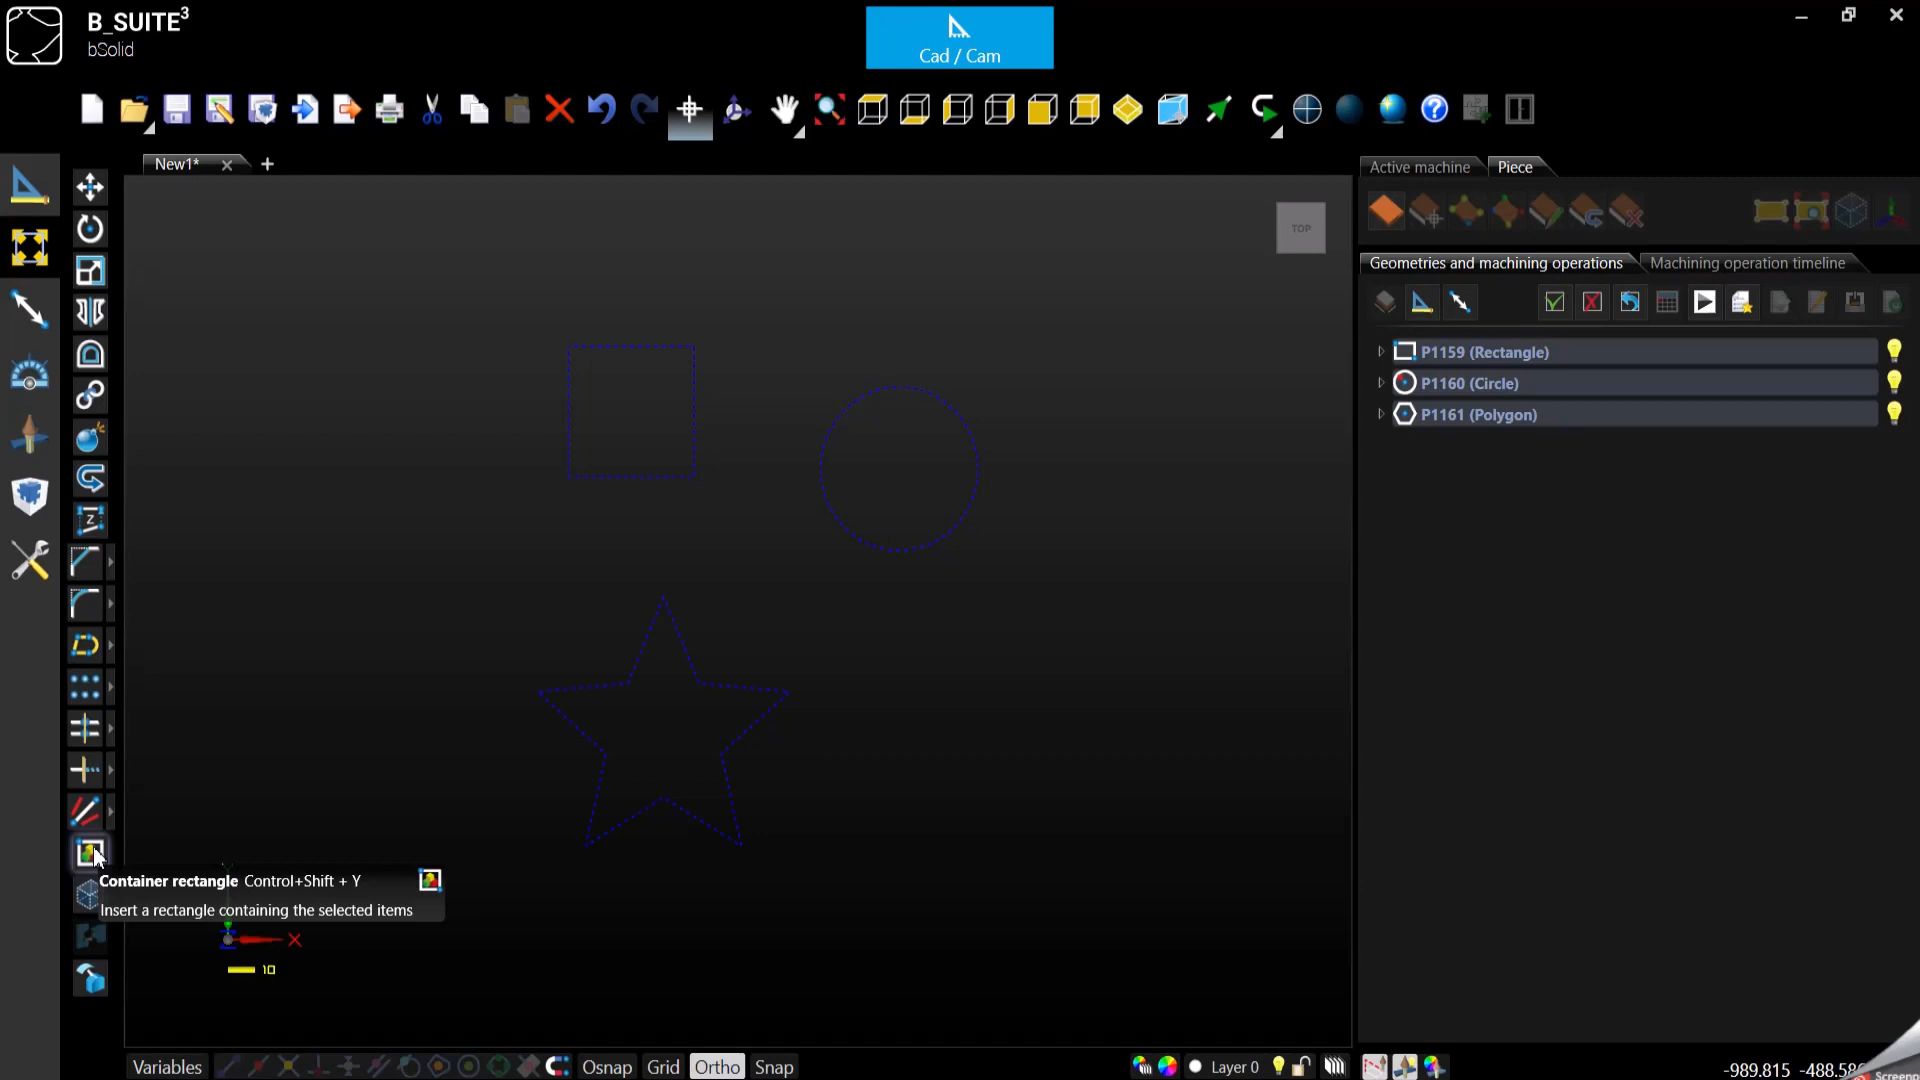 B_SUITE³
bSolid
Cad / Cam
New1*
Active machine
Piece
TOP
Geometries and machining operations
Machining operation timeline
P1159 (Rectangle)
P1160 (Circle)
P1161 (Polygon)
Z
Container rectangle Control+Shift + Y
Insert a rectangle containing the selected items
X
10
Variables
Osnap
Grid
Ortho
Snap
Layer 0
-989.815